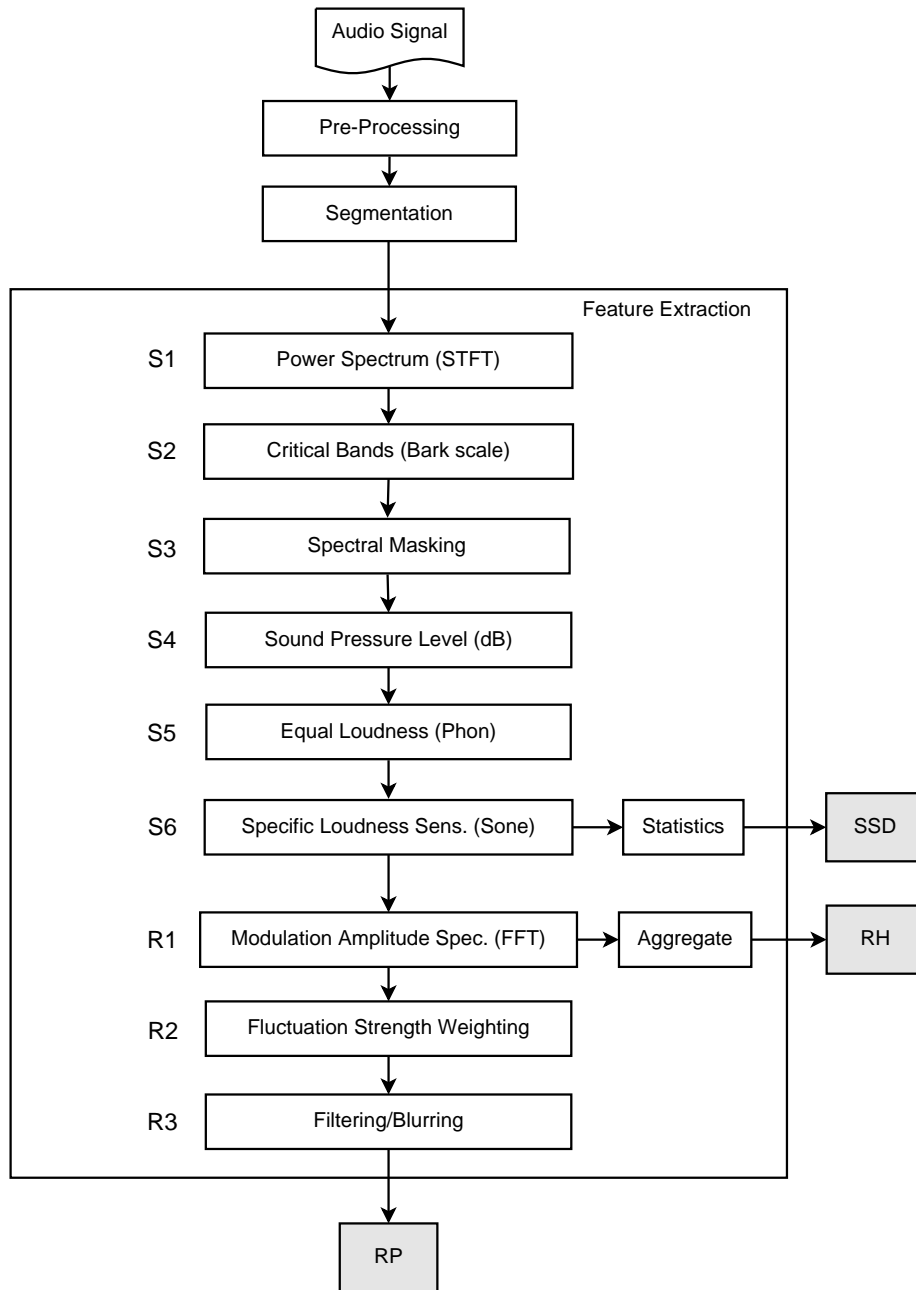 Audio Signal
Pre-Processing
Segmentation
Feature Extraction
S1 Power Spectrum (STFT)
S2 Critical Bands (Bark scale)
S3 Spectral Masking
S4 Sound Pressure Level (dB)
S5 Equal Loudness (Phon)
S6 Specific Loudness Sens. (Sone) Statistics SSD
R1 Modulation Amplitude Spec. (FFT) Aggregate RH
R2 Fluctuation Strength Weighting
R3 Filtering/Blurring
RP